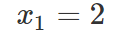 x₁ = 2